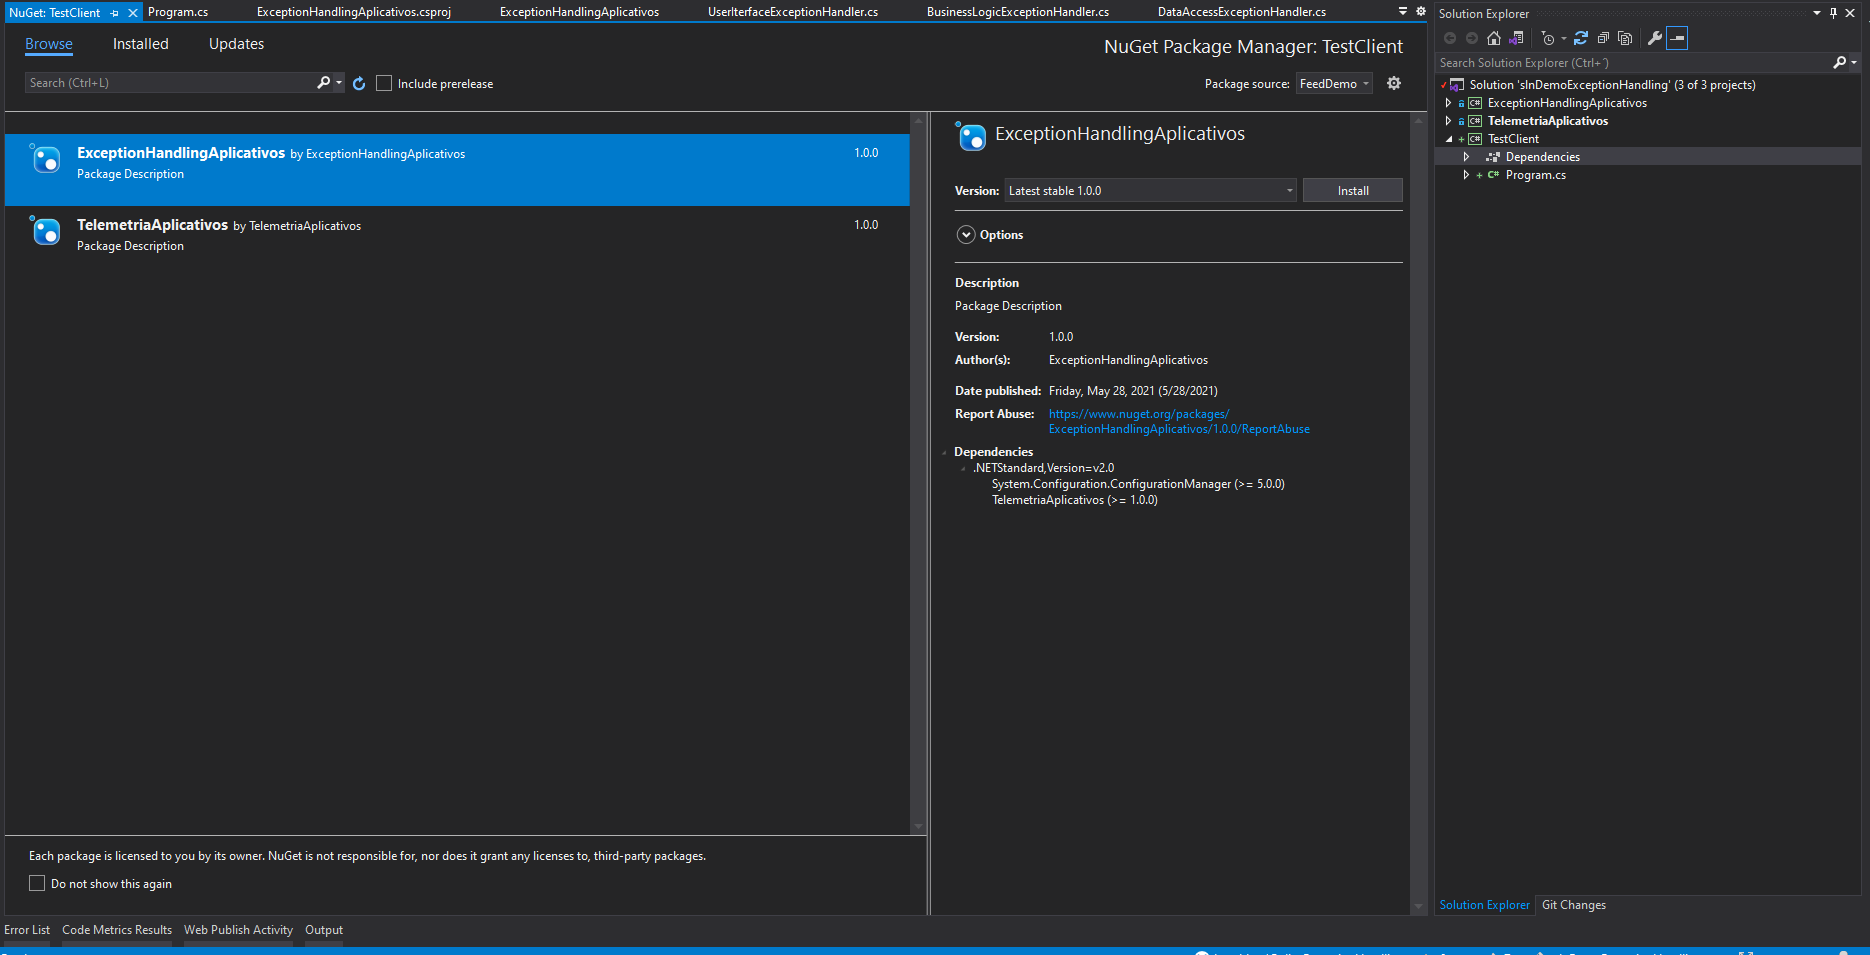 NuGet: TestClient
Program.cs
ExceptionHandlingAplicativos.csproj
ExceptionHandlingAplicativos
UserIterfaceExceptionHandler.cs
BusinessLogicExceptionHandler.cs
DataAccessExceptionHandler.cs
Browse
Installed
Updates
NuGet Package Manager: TestClient
Search (Ctrl+L)
Include prerelease
Package source: FeedDemo
ExceptionHandlingAplicativos by ExceptionHandlingAplicativos
1.0.0
Package Description
TelemetriaAplicativos by TelemetriaAplicativos
1.0.0
Package Description
Each package is licensed to you by its owner. NuGet is not responsible for, nor does it grant any licenses to, third-party packages.
Do not show this again
ExceptionHandlingAplicativos
Version: Latest stable 1.0.0
Install
Options
Description
Package Description
Version: 1.0.0
Author(s): ExceptionHandlingAplicativos
Date published: Friday, May 28, 2021 (5/28/2021)
Report Abuse: https://www.nuget.org/packages/
ExceptionHandlingAplicativos/1.0.0/ReportAbuse
Dependencies
.NETStandard,Version=v2.0
System.Configuration.ConfigurationManager (>= 5.0.0)
TelemetriaAplicativos (>= 1.0.0)
Solution Explorer
Search Solution Explorer (Ctrl+´)
Solution 'slnDemoExceptionHandling' (3 of 3 projects)
C# ExceptionHandlingAplicativos
C# TelemetriaAplicativos
C# TestClient
Dependencies
C# Program.cs
Solution Explorer
Git Changes
Error List
Code Metrics Results
Web Publish Activity
Output